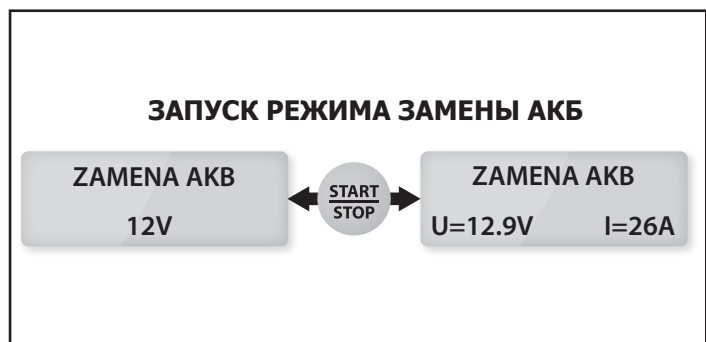 ЗАПУСК РЕЖИМА ЗАМЕНЫ АКБ
ZAMENA AKB
12V
START
STOP
ZAMENA AKB
U=12.9V I=26A